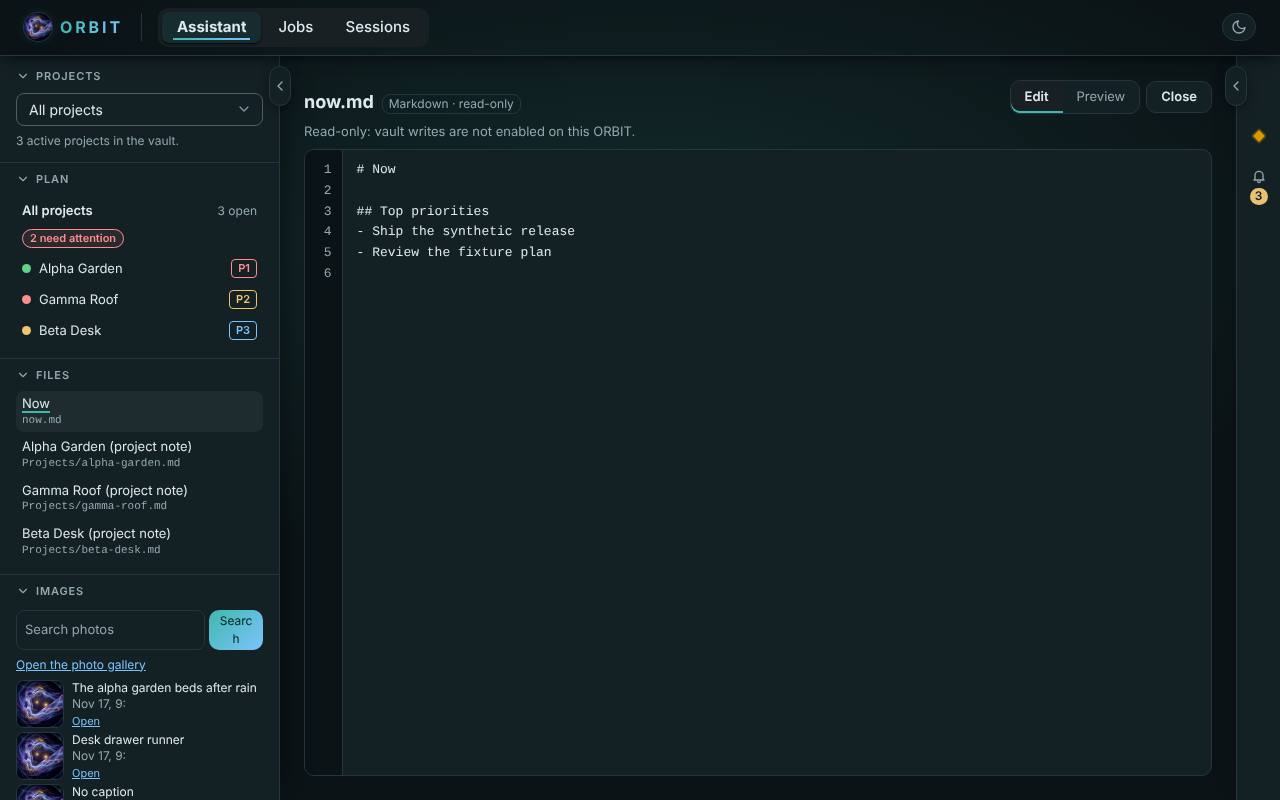 ORBIT
Assistant
Jobs
Sessions
PROJECTS
All projects
3 active projects in the vault.
PLAN
All projects
3 open
2 need attention
Alpha Garden
P1
Gamma Roof
P2
Beta Desk
P3
FILES
Now
now.md
Alpha Garden (project note)
Projects/alpha-garden.md
Gamma Roof (project note)
Projects/gamma-roof.md
Beta Desk (project note)
Projects/beta-desk.md
IMAGES
Search photos
Searc
h
Open the photo gallery
The alpha garden beds after rain
Nov 17, 9:
Open
Desk drawer runner
Nov 17, 9:
Open
No caption
now.md
Markdown · read-only
Edit
Preview
Close
Read-only: vault writes are not enabled on this ORBIT.
1 # Now
2
3 ## Top priorities
4 - Ship the synthetic release
5 - Review the fixture plan
6
3